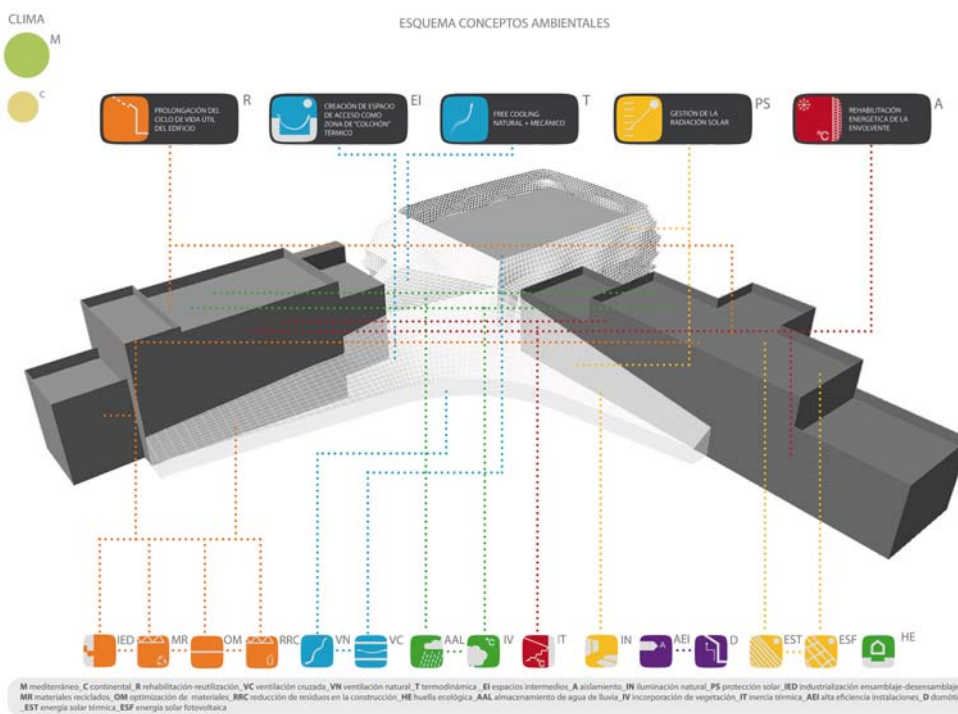 CLIMA
ESQUEMA CONCEPTOS AMBIENTALES
M
C
R
PROLONGACIÓN DEL
CICLO DE VIDA ÚTIL
DEL EDIFICIO
EI
CREACIÓN DE ESPACIO
DE ACCESO COMO
ZONA DE "COLCHÓN"
TÉRMICO
T
FREE COOLING
NATURAL + MECÁNICO
PS
GESTIÓN DE LA
RADIACIÓN SOLAR
A
REHABILITACIÓN
ENERGÉTICA DE LA
ENVOLVENTE
°C
IED MR OM RRC VN VC AAL IV IT IN AEI D EST ESF HE
M mediterráneo_C continental_R rehabilitación-reutilización_VC ventilación cruzada_VN ventilación natural_T termodinámica _EI espacios intermedios_A aislamiento_IN iluminación natural_PS protección solar_IED industrialización ensamblaje-desensamblaje
MR materiales reciclados_OM optimización de materiales_RRC reducción de residuos en la construcción_HE huella ecológica_AAL almacenamiento de agua de lluvia_IV incorporación de vegetación_IT inercia térmica_AEI alta eficiencia instalaciones_D domótica
_EST energía solar térmica_ESF energía solar fotovoltaica